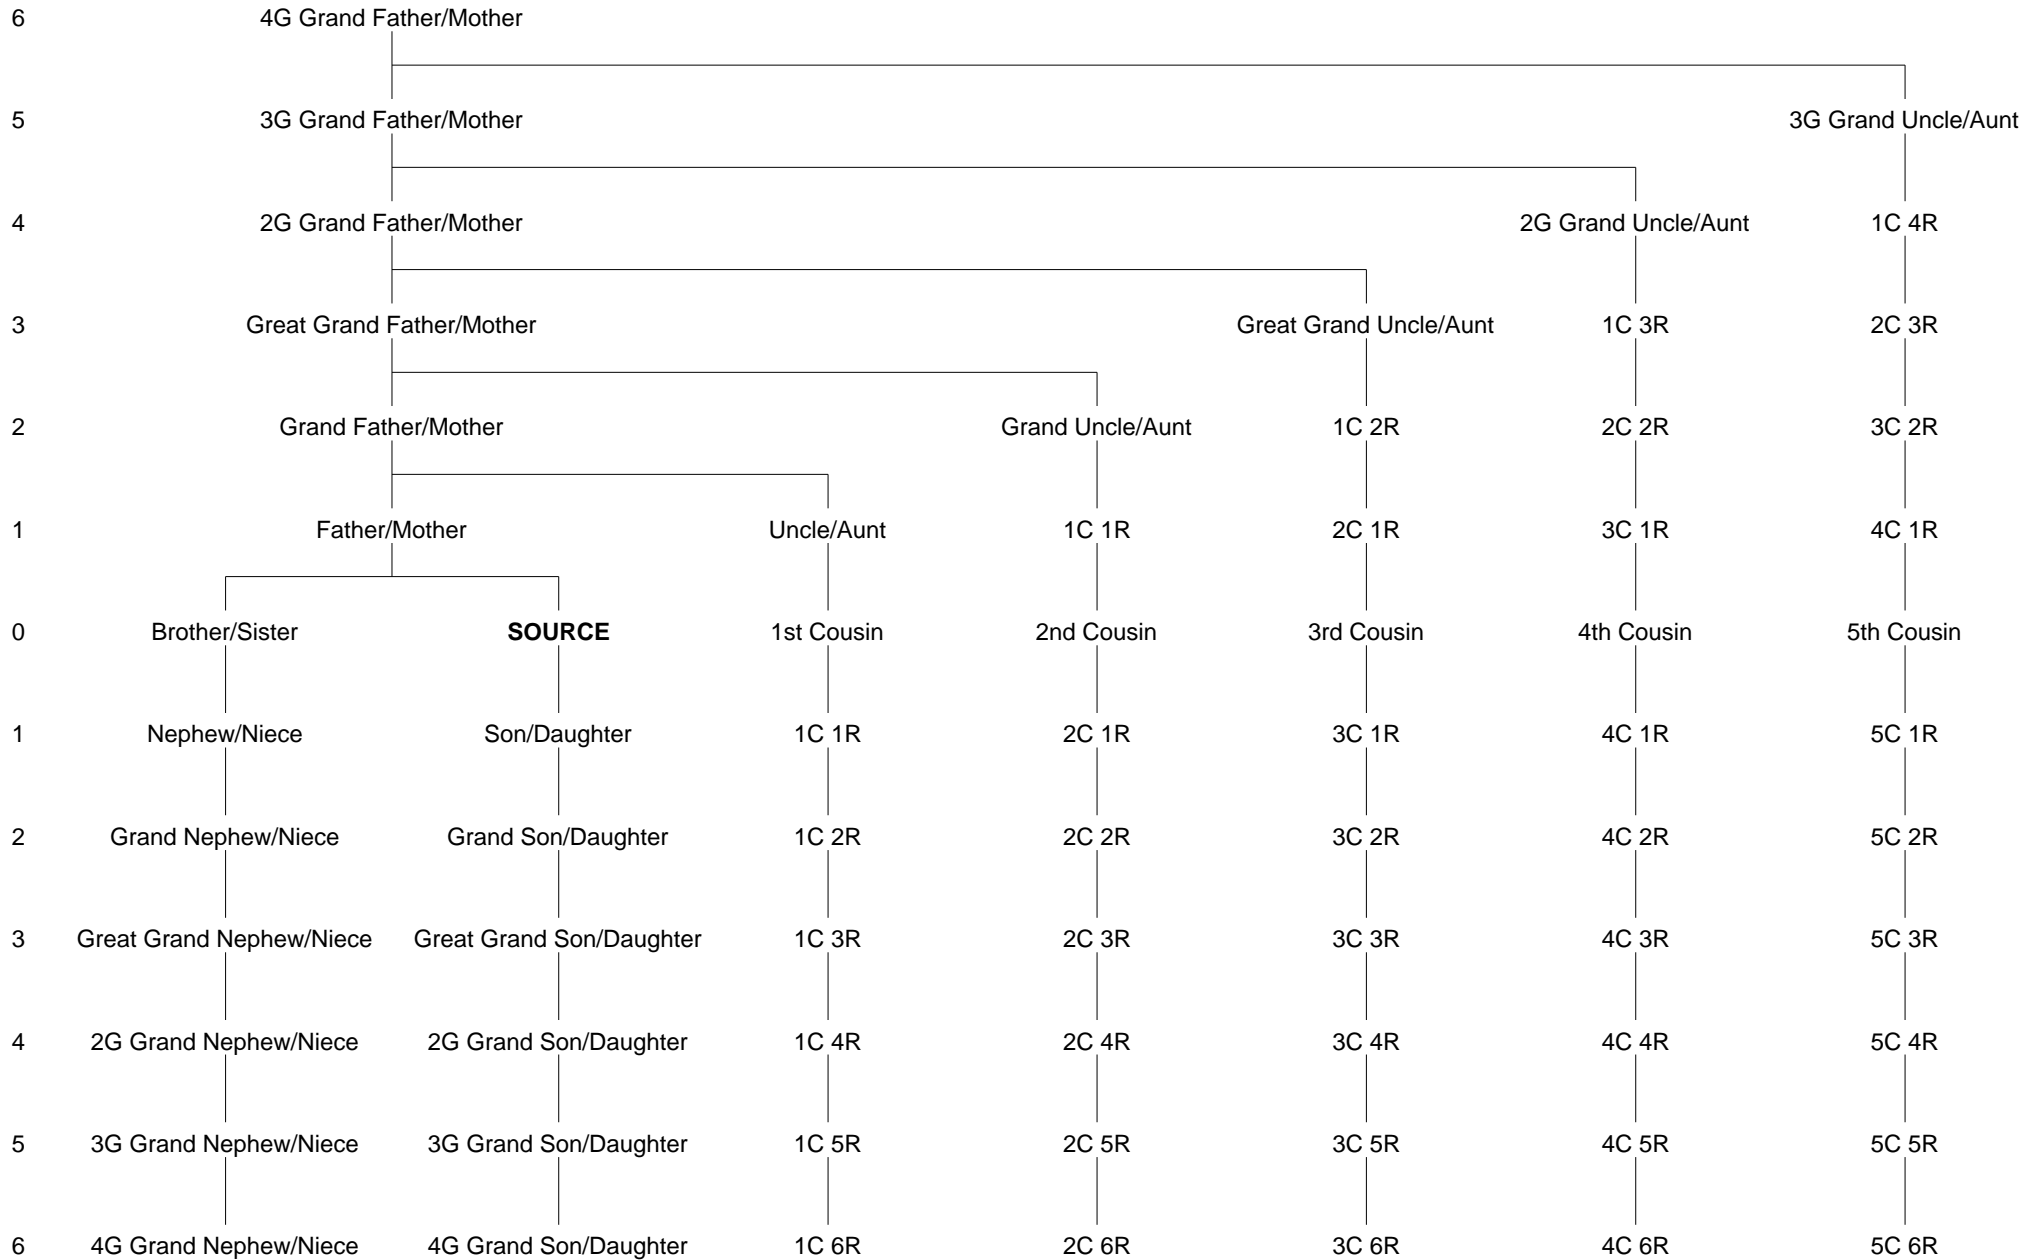 6 4G Grand Father/Mother
5 3G Grand Father/Mother 3G Grand Uncle/Aunt
4 2G Grand Father/Mother 2G Grand Uncle/Aunt 1C 4R
3 Great Grand Father/Mother Great Grand Uncle/Aunt 1C 3R 2C 3R
2 Grand Father/Mother Grand Uncle/Aunt 1C 2R 2C 2R 3C 2R
1 Father/Mother Uncle/Aunt 1C 1R 2C 1R 3C 1R 4C 1R
0 Brother/Sister SOURCE 1st Cousin 2nd Cousin 3rd Cousin 4th Cousin 5th Cousin
1 Nephew/Niece Son/Daughter 1C 1R 2C 1R 3C 1R 4C 1R 5C 1R
2 Grand Nephew/Niece Grand Son/Daughter 1C 2R 2C 2R 3C 2R 4C 2R 5C 2R
3 Great Grand Nephew/Niece Great Grand Son/Daughter 1C 3R 2C 3R 3C 3R 4C 3R 5C 3R
4 2G Grand Nephew/Niece 2G Grand Son/Daughter 1C 4R 2C 4R 3C 4R 4C 4R 5C 4R
5 3G Grand Nephew/Niece 3G Grand Son/Daughter 1C 5R 2C 5R 3C 5R 4C 5R 5C 5R
6 4G Grand Nephew/Niece 4G Grand Son/Daughter 1C 6R 2C 6R 3C 6R 4C 6R 5C 6R